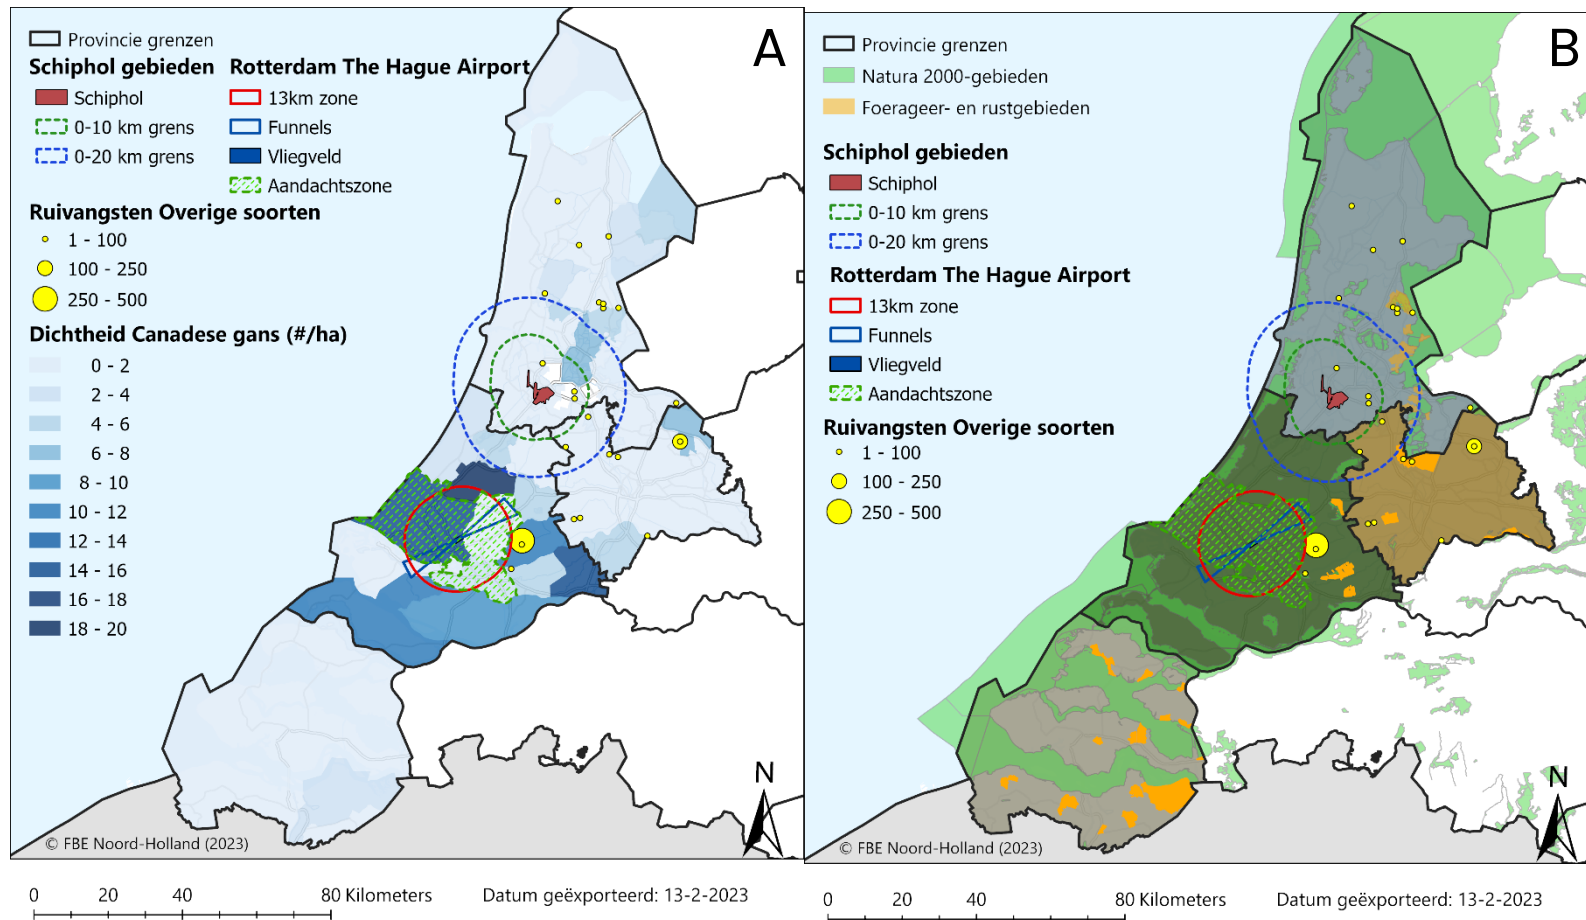 A
Provincie grenzen
Schiphol gebieden
Schiphol
0-10 km grens
0-20 km grens
Rotterdam The Hague Airport
13km zone
Funnels
Vliegveld
Aandachtszone
Ruivangsten Overige soorten
1 - 100
100 - 250
250 - 500
Dichtheid Canadese gans (#/ha)
0 - 2
2 - 4
4 - 6
6 - 8
8 - 10
10 - 12
12 - 14
14 - 16
16 - 18
18 - 20
N
© FBE Noord-Holland (2023)
0 20 40 80 Kilometers
Datum geëxporteerd: 13-2-2023
B
Provincie grenzen
Natura 2000-gebieden
Foerageer- en rustgebieden
Schiphol gebieden
Schiphol
0-10 km grens
0-20 km grens
Rotterdam The Hague Airport
13km zone
Funnels
Vliegveld
Aandachtszone
Ruivangsten Overige soorten
1 - 100
100 - 250
250 - 500
N
© FBE Noord-Holland (2023)
0 20 40 80 Kilometers
Datum geëxporteerd: 13-2-2023